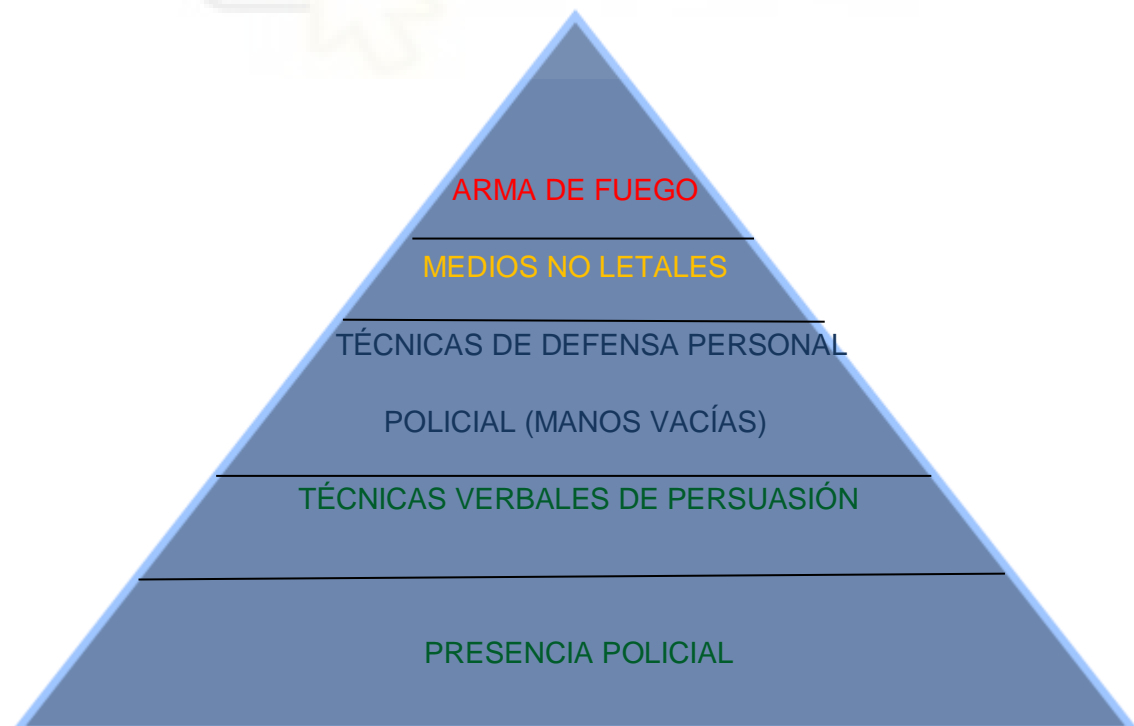 ARMA DE FUEGO
MEDIOS NO LETALES
TÉCNICAS DE DEFENSA PERSONAL
POLICIAL (MANOS VACÍAS)
TÉCNICAS VERBALES DE PERSUASIÓN
PRESENCIA POLICIAL